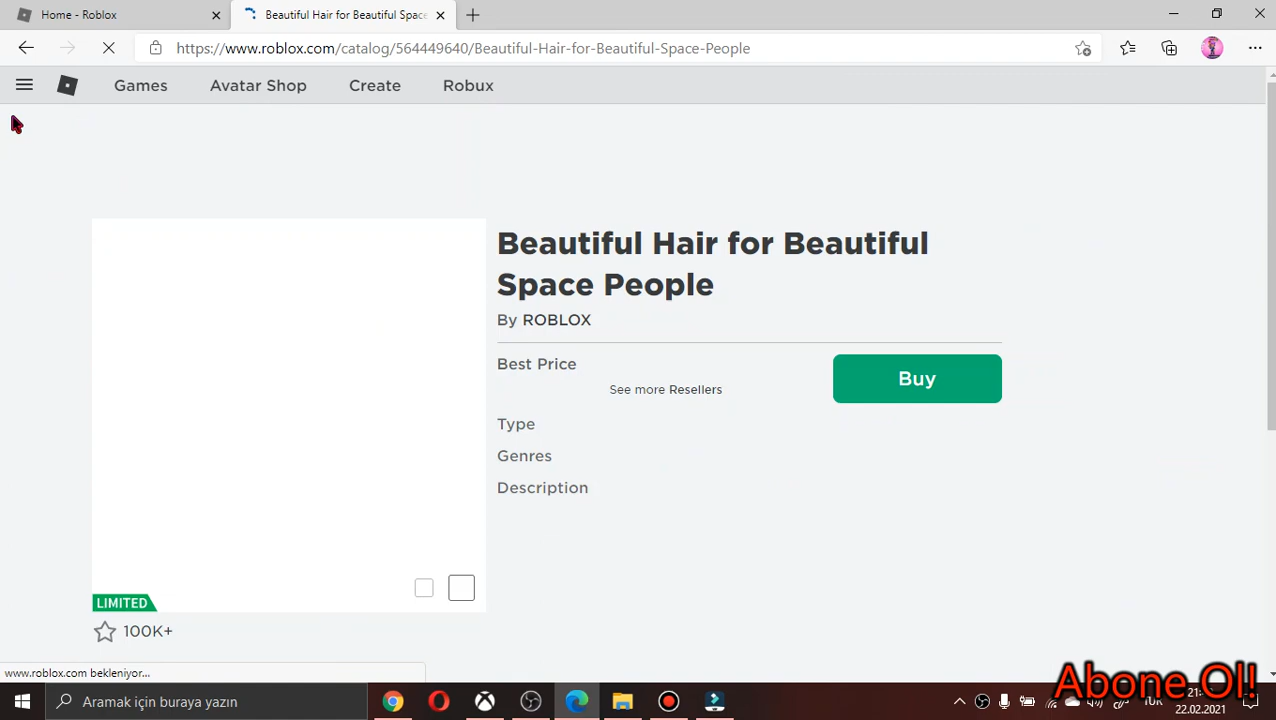 Home - Roblox
Beautiful Hair for Beautiful Space
https://www.roblox.com/catalog/564449640/Beautiful-Hair-for-Beautiful-Space-People
Games
Avatar Shop
Create
Robux
Beautiful Hair for Beautiful
Space People
By ROBLOX
Best Price
See more Resellers
Buy
Type
Genres
Description
LIMITED
100K+
www.roblox.com bekleniyor...
Abone Ol!
Aramak için buraya yazın
TUR
22.02.2021